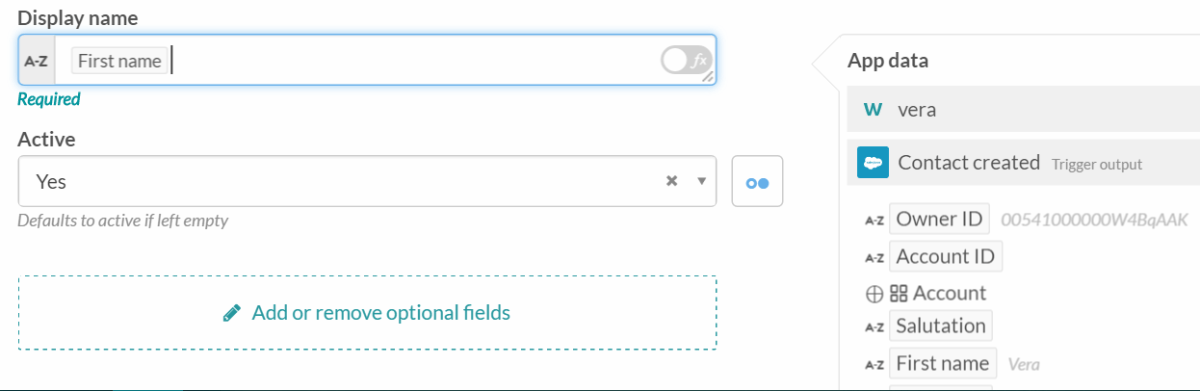 Display name
A-Z First name fx
Required
Active
Yes
Defaults to active if left empty
Add or remove optional fields
App data
W vera
Contact created Trigger output
A-Z Owner ID 00541000000W4BqAAK
A-Z Account ID
Account
A-Z Salutation
A-Z First name Vera